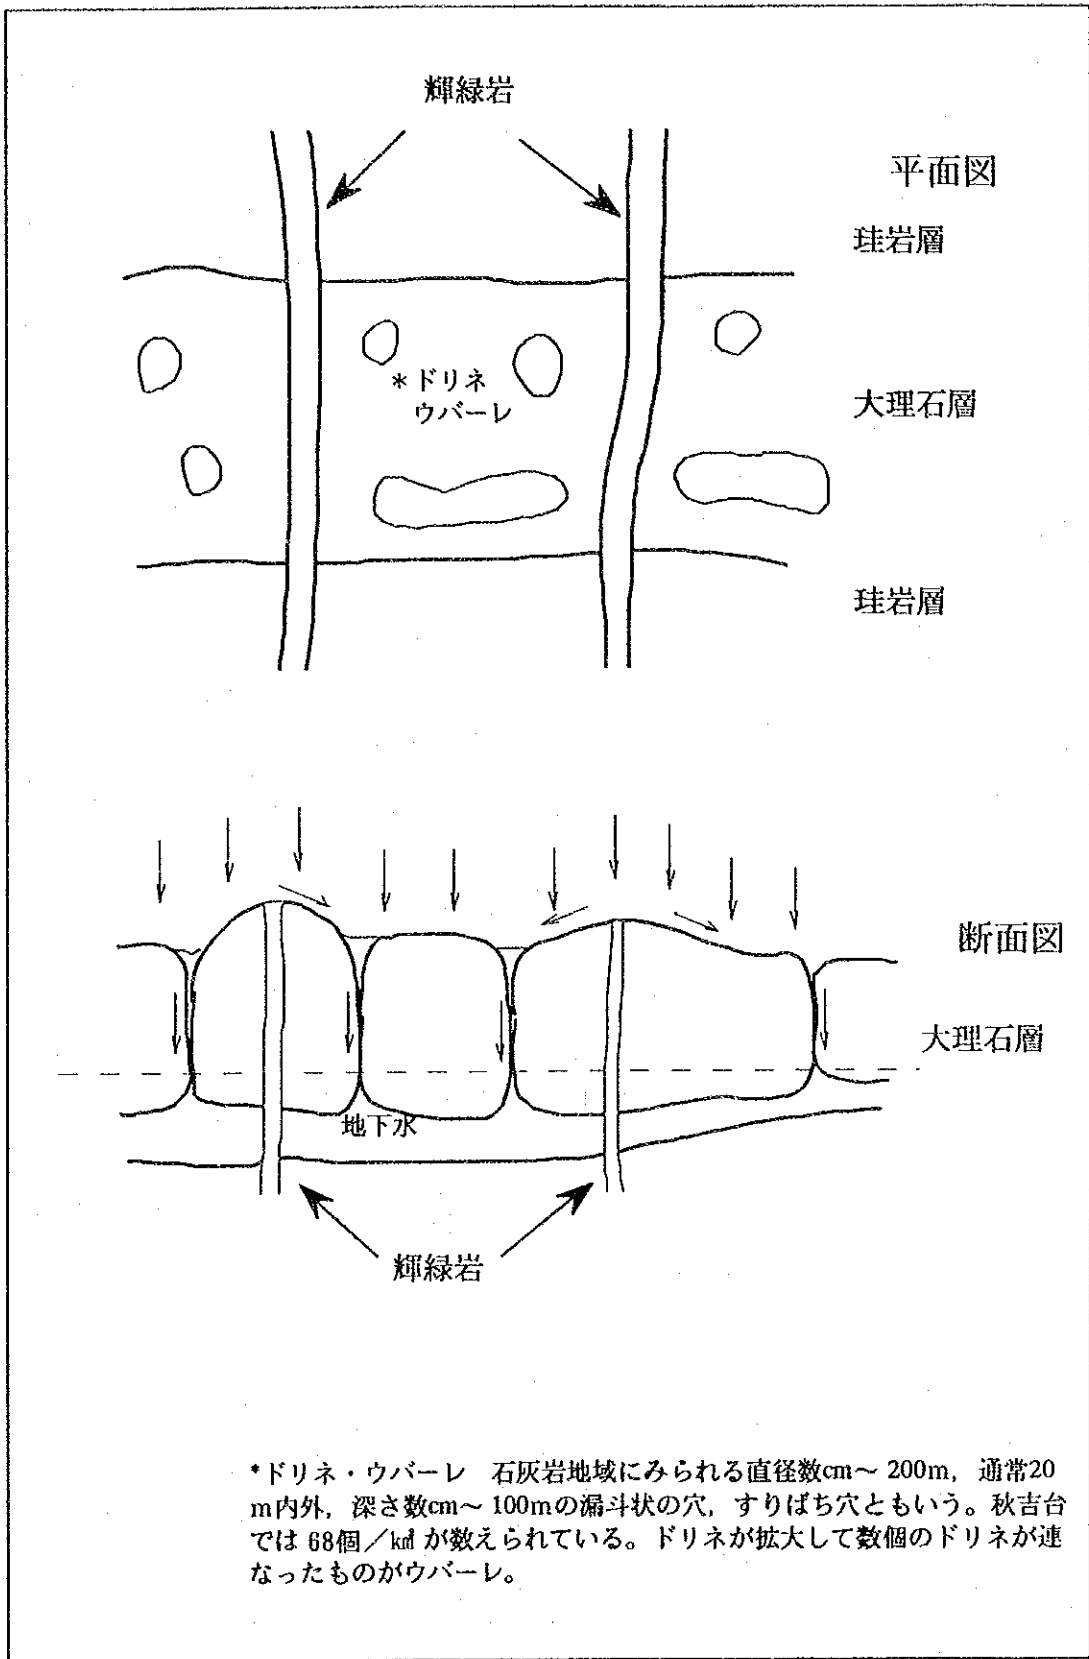 輝緑岩
平面図
珪岩層
*ドリネ
ウバーレ
大理石層
珪岩層
断面図
大理石層
地下水
輝緑岩
*ドリネ・ウバーレ 石灰岩地域にみられる直径数cm〜200m,通常20
m内外,深さ数cm〜100mの漏斗状の穴,すりばち穴ともいう。秋吉台
では68個/k㎡が数えられている。ドリネが拡大して数個のドリネが連
なったものがウバーレ。